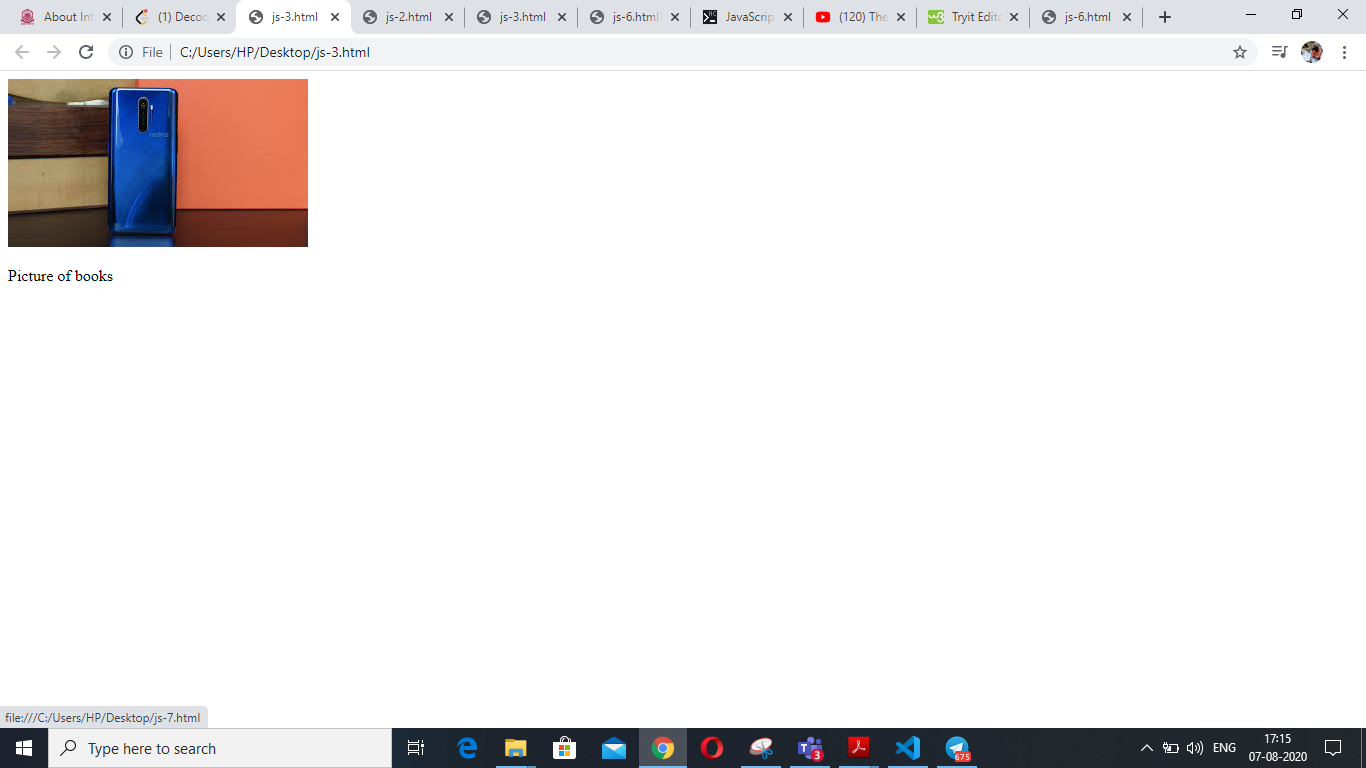 About Int
(1) Decod
js-3.html
js-2.html
js-3.html
js-6.html?
JavaScrip
(120) The
Tryit Edito
js-6.html
File
C:/Users/HP/Desktop/js-3.html
realme
Picture of books
file:///C:/Users/HP/Desktop/js-7.html
Type here to search
3
675
ENG
17:15
07-08-2020